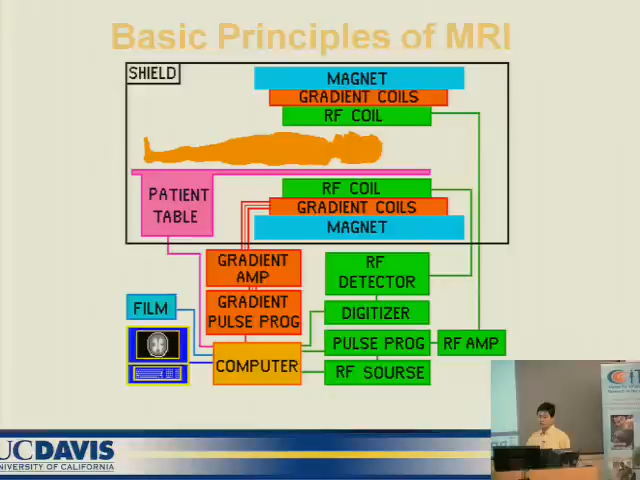 Basic Principles of MRI
SHIELD
MAGNET
GRADIENT COILS
RF COIL
RF COIL
GRADIENT COILS
MAGNET
PATIENT
TABLE
GRADIENT
AMP
RF
DETECTOR
GRADIENT
PULSE PROG
FILM
DIGITIZER
PULSE PROG
RF AMP
COMPUTER
RF SOURSE
UCDAVIS
UNIVERSITY OF CALIFORNIA